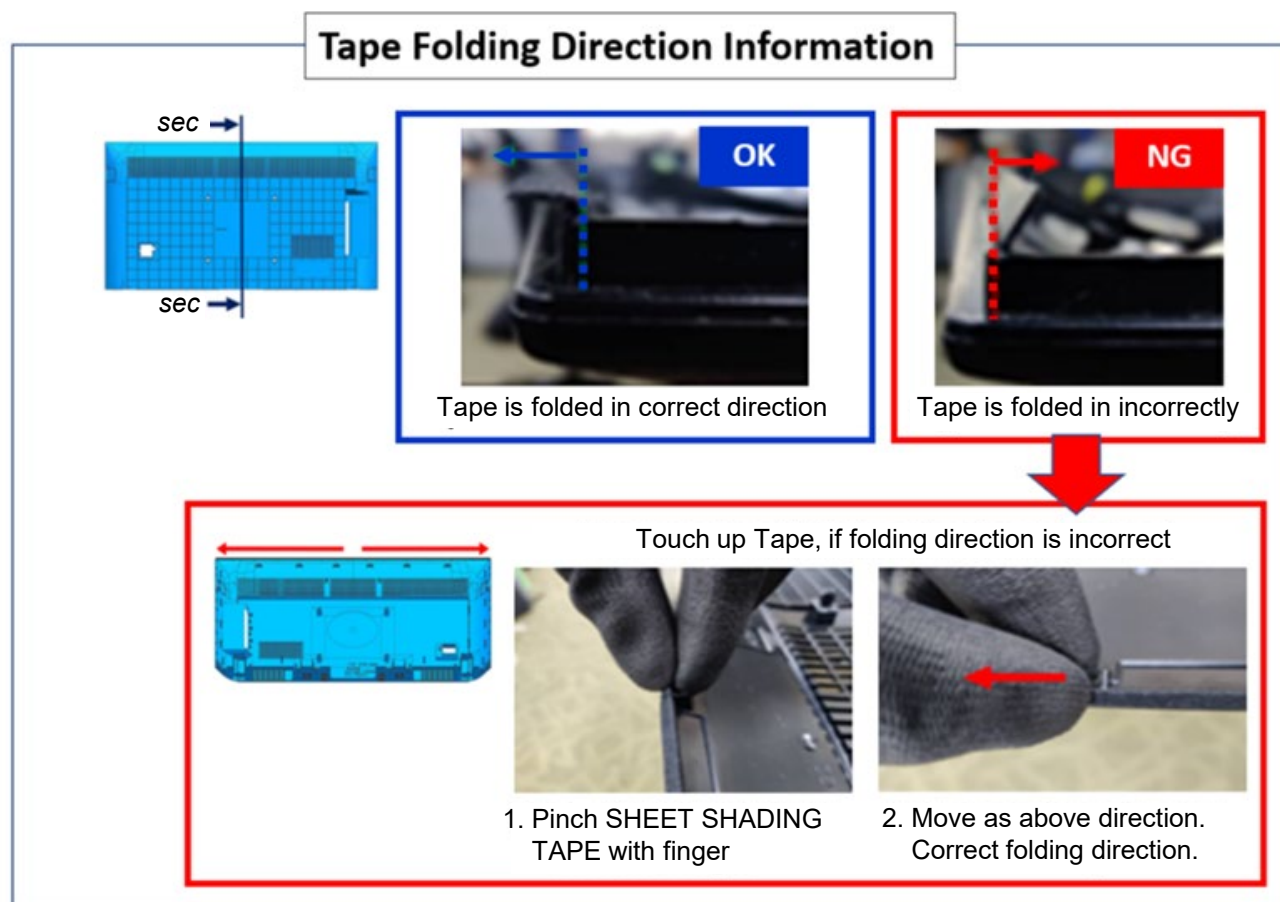 Tape Folding Direction Information
sec
sec
OK
Tape is folded in correct direction
NG
Tape is folded in incorrectly
Touch up Tape, if folding direction is incorrect
1. Pinch SHEET SHADING
TAPE with finger
2. Move as above direction.
Correct folding direction.